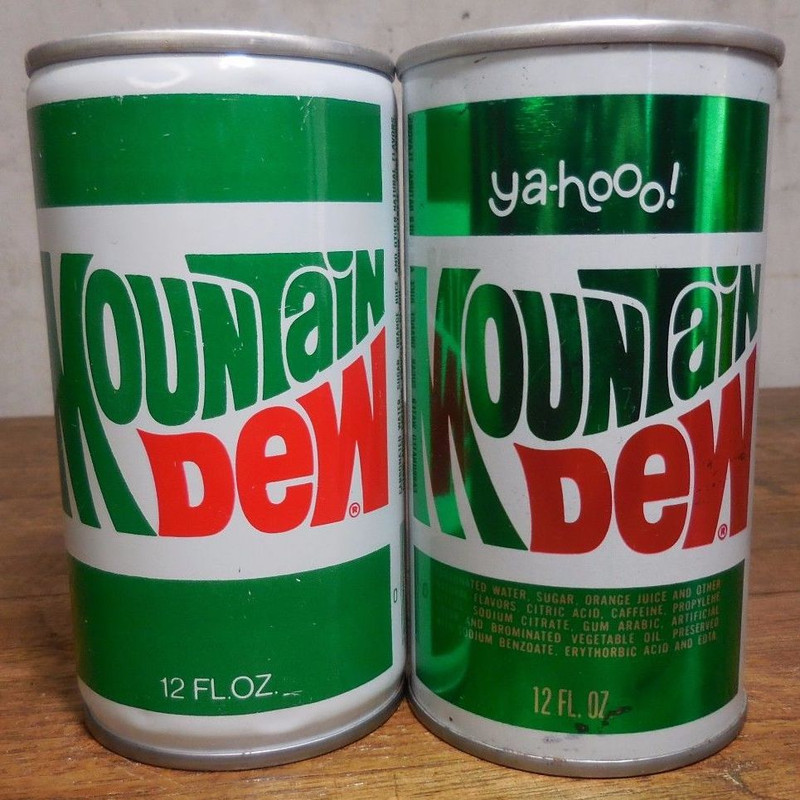 MOUNTAIN
DEW
®
12 FL.OZ.
ya-hooo!
MOUNTAIN
DEW
®
WATER, SUGAR, ORANGE JUICE AND OTHER
FLAVORS, CITRIC ACID, CAFFEINE, PROPYLENE
SODIUM CITRATE, GUM ARABIC, ARTIFICIAL
AND BROMINATED VEGETABLE OIL. PRESERVED
SODIUM BENZOATE, ERYTHORBIC ACID AND EDTA.
12 FL. OZ.